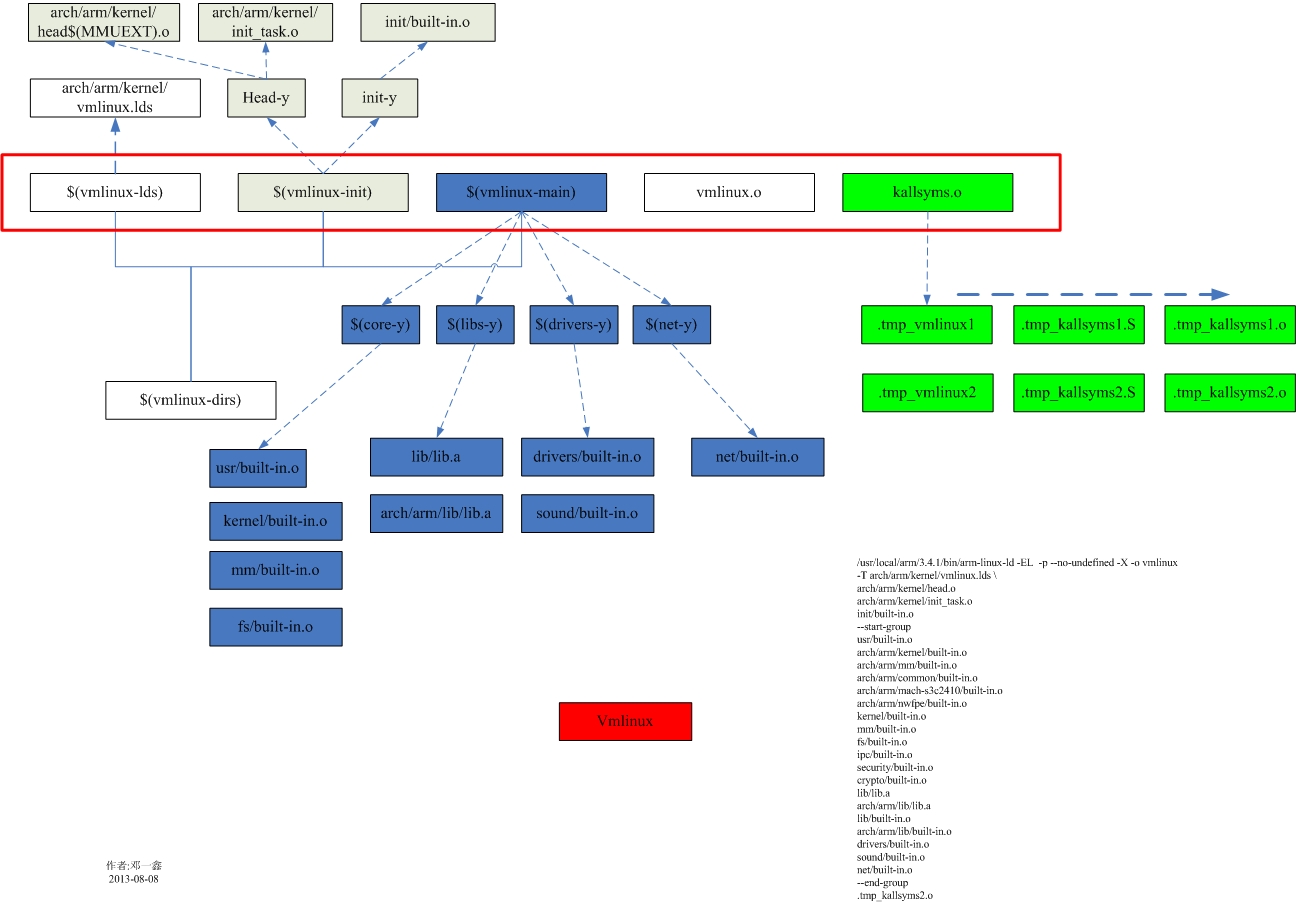 arch/arm/kernel/
head$(MMUEXT).o
arch/arm/kernel/
init_task.o
init/built-in.o
arch/arm/kernel/
vmlinux.lds
Head-y
init-y
$(vmlinux-lds)
$(vmlinux-init)
$(vmlinux-main)
vmlinux.o
kallsyms.o
$(core-y)
$(libs-y)
$(drivers-y)
$(net-y)
.tmp_vmlinux1
.tmp_kallsyms1.S
.tmp_kallsyms1.o
.tmp_vmlinux2
.tmp_kallsyms2.S
.tmp_kallsyms2.o
$(vmlinux-dirs)
usr/built-in.o
lib/lib.a
drivers/built-in.o
net/built-in.o
kernel/built-in.o
arch/arm/lib/lib.a
sound/built-in.o
mm/built-in.o
fs/built-in.o
Vmlinux
/usr/local/arm/3.4.1/bin/arm-linux-ld -EL  -p --no-undefined -X -o vmlinux
-T arch/arm/kernel/vmlinux.lds \
arch/arm/kernel/head.o
arch/arm/kernel/init_task.o
init/built-in.o
--start-group
usr/built-in.o
arch/arm/kernel/built-in.o
arch/arm/mm/built-in.o
arch/arm/common/built-in.o
arch/arm/mach-s3c2410/built-in.o
arch/arm/nwfpe/built-in.o
kernel/built-in.o
mm/built-in.o
fs/built-in.o
ipc/built-in.o
security/built-in.o
crypto/built-in.o
lib/lib.a
arch/arm/lib/lib.a
lib/built-in.o
arch/arm/lib/built-in.o
drivers/built-in.o
sound/built-in.o
net/built-in.o
--end-group
.tmp_kallsyms2.o
作者:邓一鑫
2013-08-08